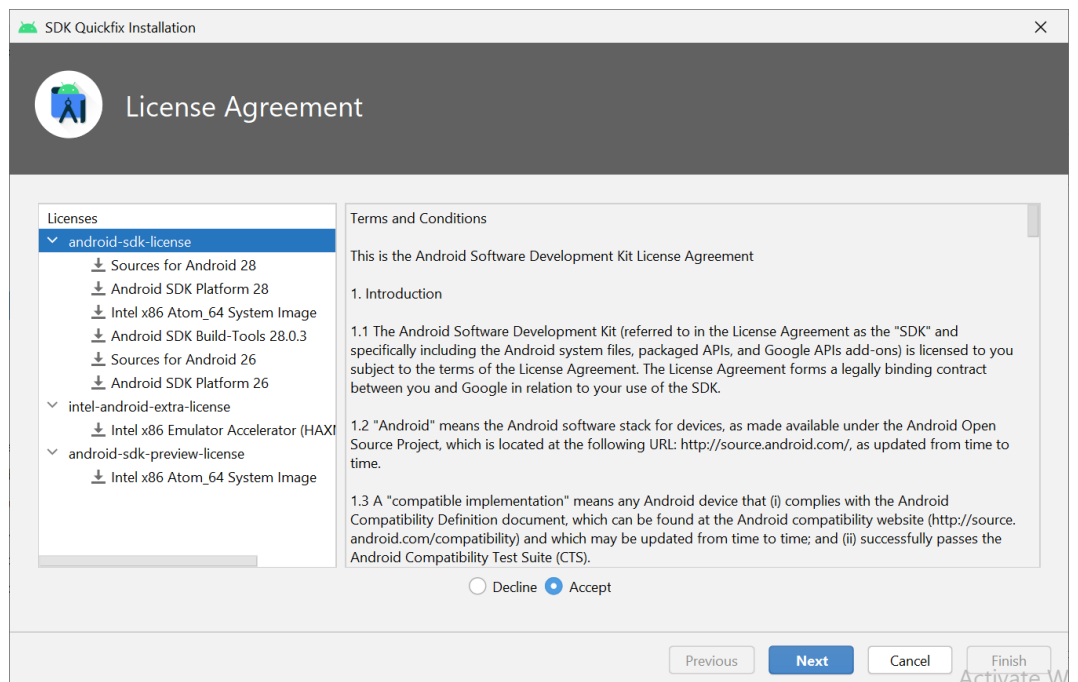 SDK Quickfix Installation
License Agreement
Licenses
android-sdk-license
Sources for Android 28
Android SDK Platform 28
Intel x86 Atom_64 System Image
Android SDK Build-Tools 28.0.3
Sources for Android 26
Android SDK Platform 26
intel-android-extra-license
Intel x86 Emulator Accelerator (HAXM
android-sdk-preview-license
Intel x86 Atom_64 System Image
Terms and Conditions
This is the Android Software Development Kit License Agreement
1. Introduction
1.1 The Android Software Development Kit (referred to in the License Agreement as the "SDK" and
specifically including the Android system files, packaged APIs, and Google APIs add-ons) is licensed to you
subject to the terms of the License Agreement. The License Agreement forms a legally binding contract
between you and Google in relation to your use of the SDK.
1.2 "Android" means the Android software stack for devices, as made available under the Android Open
Source Project, which is located at the following URL: http://source.android.com/, as updated from time to
time.
1.3 A "compatible implementation" means any Android device that (i) complies with the Android
Compatibility Definition document, which can be found at the Android compatibility website (http://source.
android.com/compatibility) and which may be updated from time to time; and (ii) successfully passes the
Android Compatibility Test Suite (CTS).
Decline Accept
Previous Next Cancel Finish
Activate W